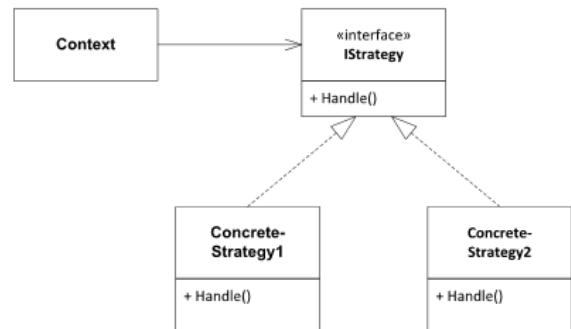 Context
«interface»
IStrategy
+ Handle()
Concrete-
Strategy1
+ Handle()
Concrete-
Strategy2
+ Handle()